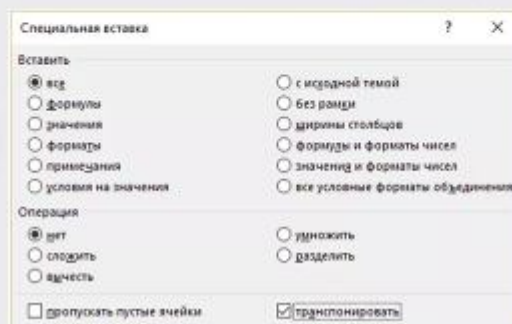 Специальная вставка ? ×
Вставить
все
с исходной темой
формулы
без рамки
значения
ширины столбцов
форматы
формулы и форматы чисел
примечания
значения и форматы чисел
условия на значения
все условные форматы объединения
Операция
нет
умножить
сложить
разделить
вычесть
пропускать пустые ячейки
транспонировать